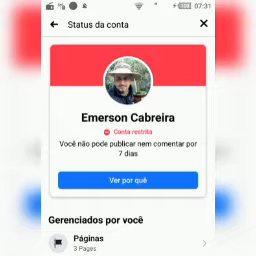 07:31
Status da conta
Emerson Cabreira
Conta restrita
Você não pode publicar nem comentar por
7 dias
Ver por quê
Gerenciados por você
Páginas
3 Pages